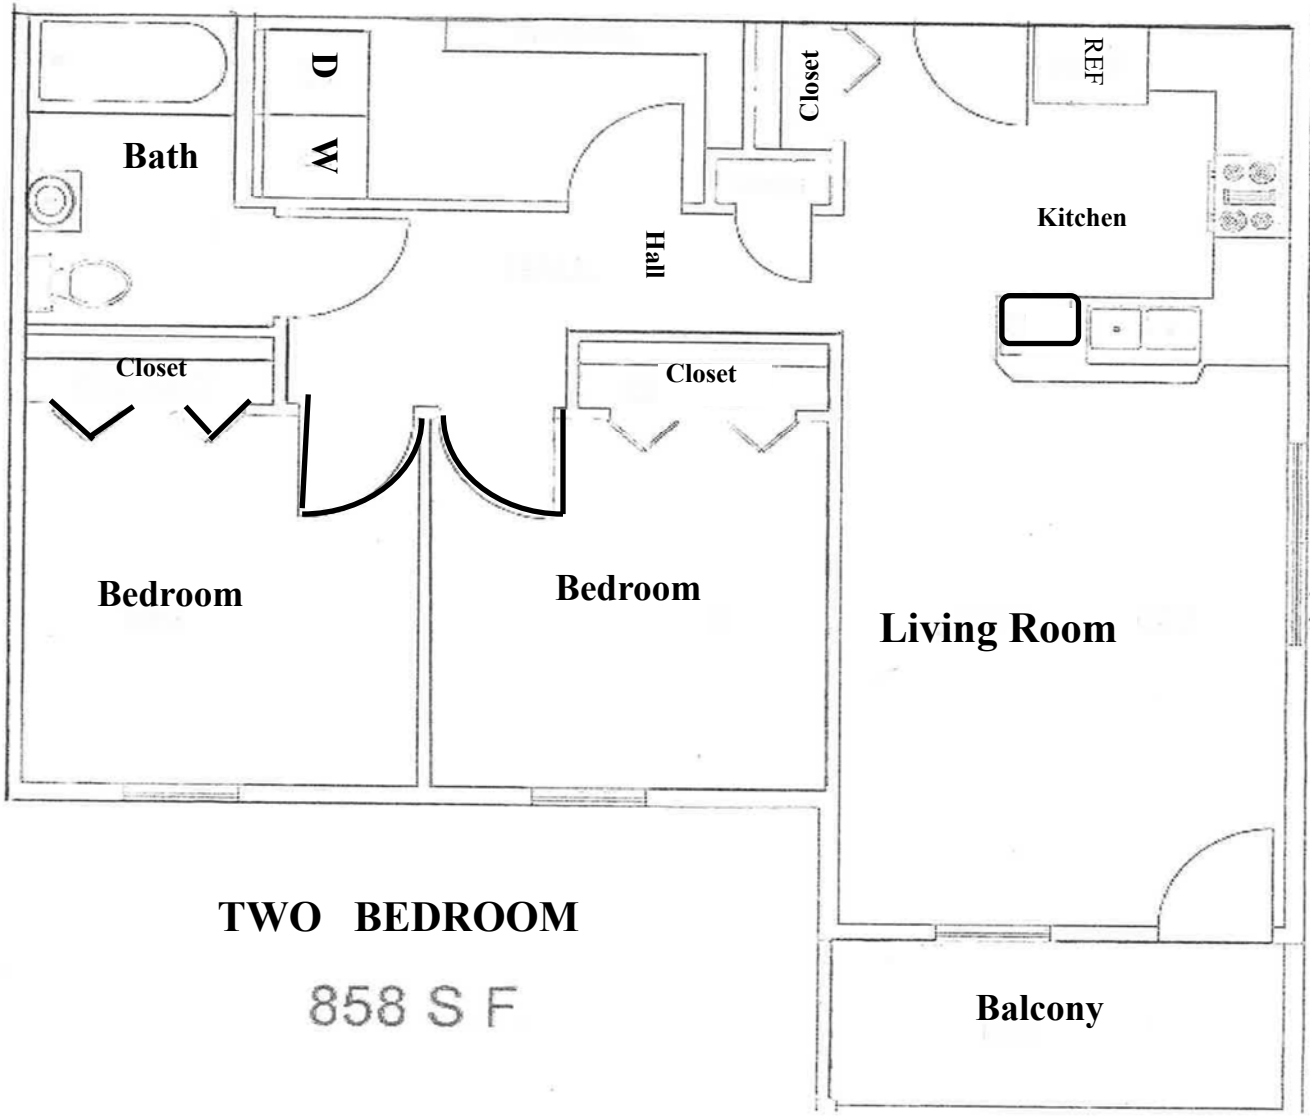 D
W
Closet
REF
Bath
Kitchen
Hall
Closet
Closet
Bedroom
Bedroom
Living Room
TWO BEDROOM
858 S F
Balcony